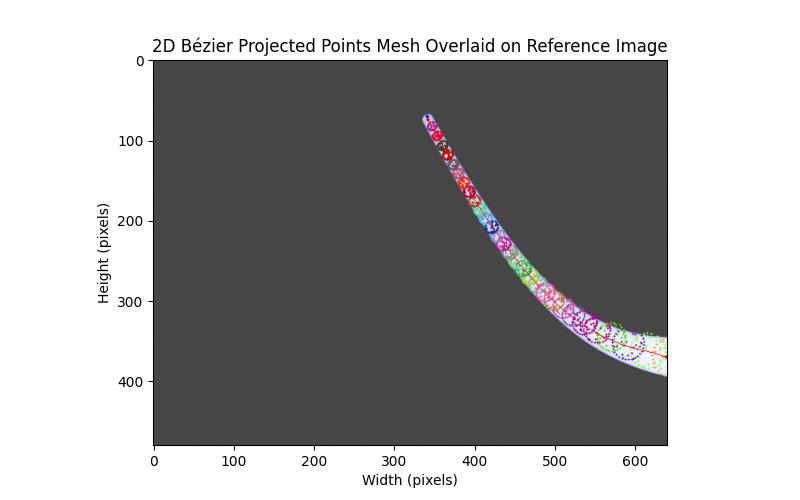 2D Bézier Projected Points Mesh Overlaid on Reference Image
0
100
200
300
400
Height (pixels)
0 100 200 300 400 500 600
Width (pixels)